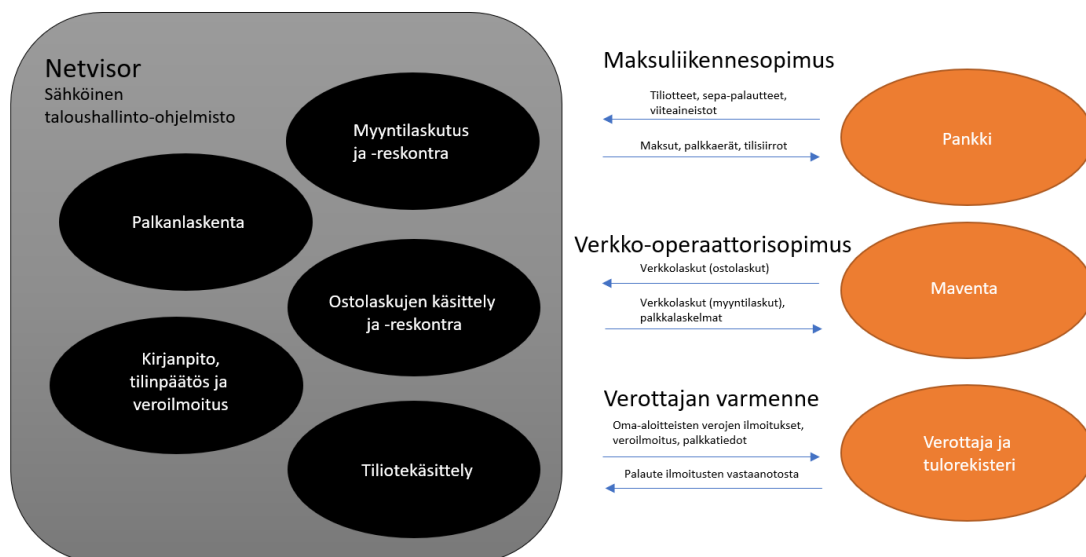 Netvisor
Sähköinen
taloushallinto-ohjelmisto
Myyntilaskutus
ja -reskontra
Palkanlaskenta
Ostolaskujen käsittely
ja -reskontra
Kirjanpito,
tilinpäätös ja
veroilmoitus
Tiliotekäsittely
Maksuliikennesopimus
Tiliotteet, sepa-palautteet,
viiteaineistot
Maksut, palkkaerät, tilisiirrot
Pankki
Verkko-operaattorisopimus
Verkkolaskut (ostolaskut)
Verkkolaskut (myyntilaskut),
palkkalaskelmat
Maventa
Verottajan varmenne
Oma-aloitteisten verojen ilmoitukset,
veroilmoitus, palkkatiedot
Palaute ilmoitusten vastaanotosta
Verottaja ja
tulorekisteri